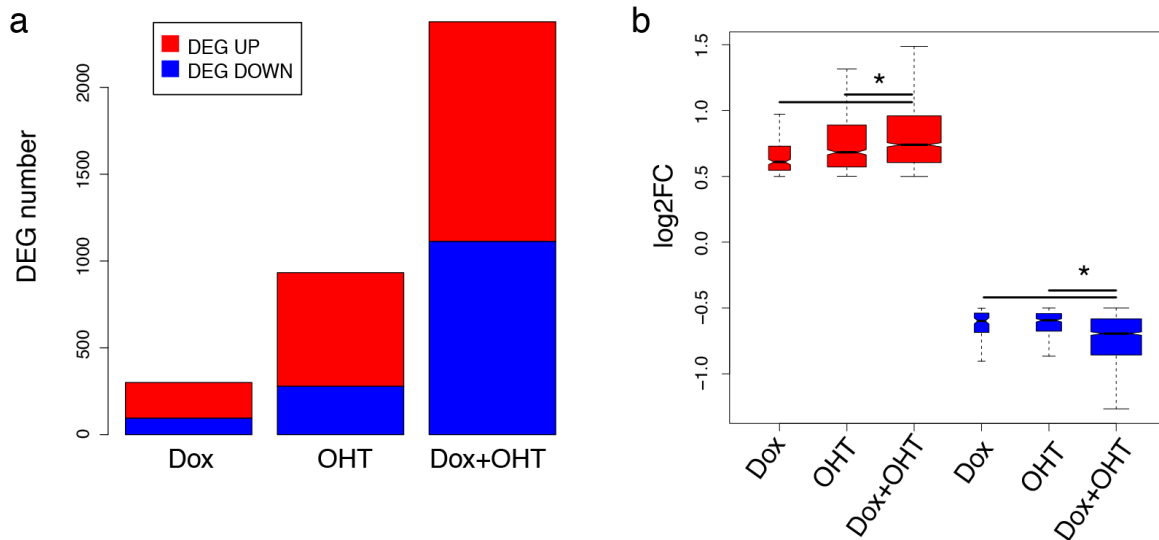 a
DEG UP
DEG DOWN
DEG number
0
500
1000
1500
2000
Dox
OHT
Dox+OHT
b
log2FC
1.5
1.0
0.5
0.0
−0.5
−1.0
*
*
Dox
OHT
Dox+OHT
Dox
OHT
Dox+OHT